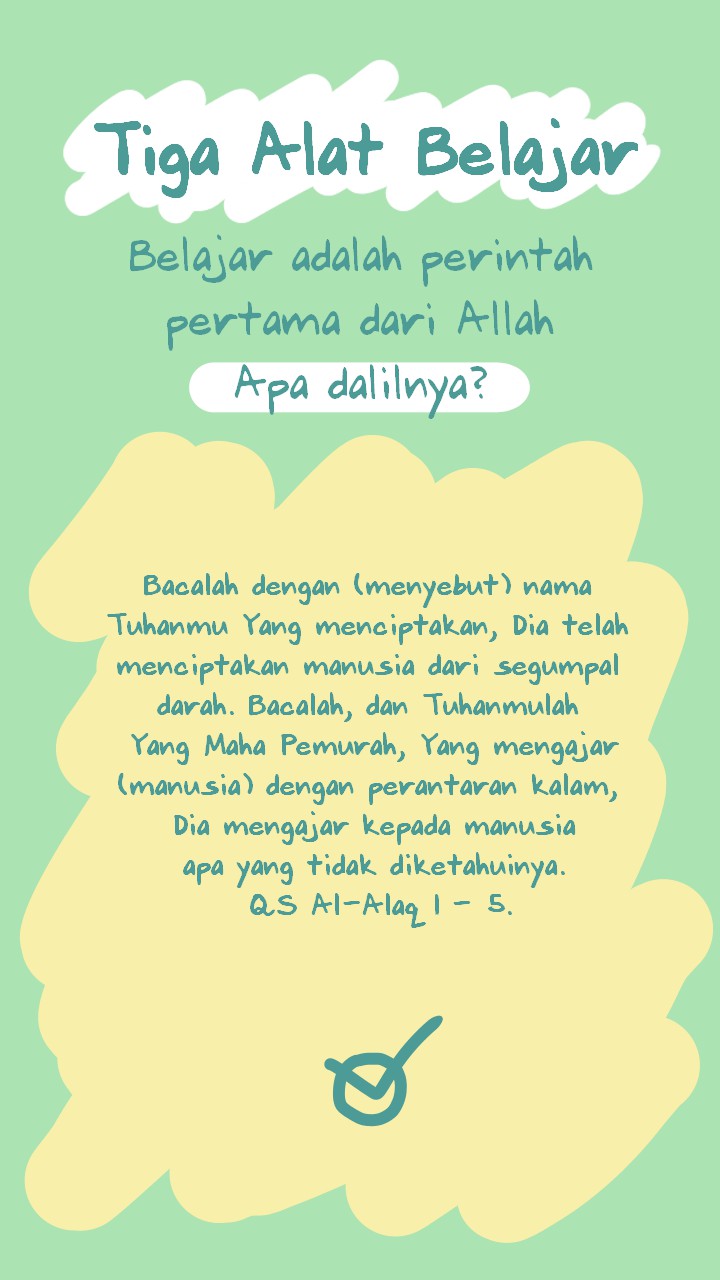 Tiga Alat Belajar
Belajar adalah perintah
pertama dari Allah
Apa dalilnya?
Bacalah dengan (menyebut) nama
Tuhanmu Yang menciptakan, Dia telah
menciptakan manusia dari segumpal
darah. Bacalah, dan Tuhanmulah
Yang Maha Pemurah, Yang mengajar
(manusia) dengan perantaran kalam,
Dia mengajar kepada manusia
apa yang tidak diketahuinya.
QS Al-Alaq 1 - 5.